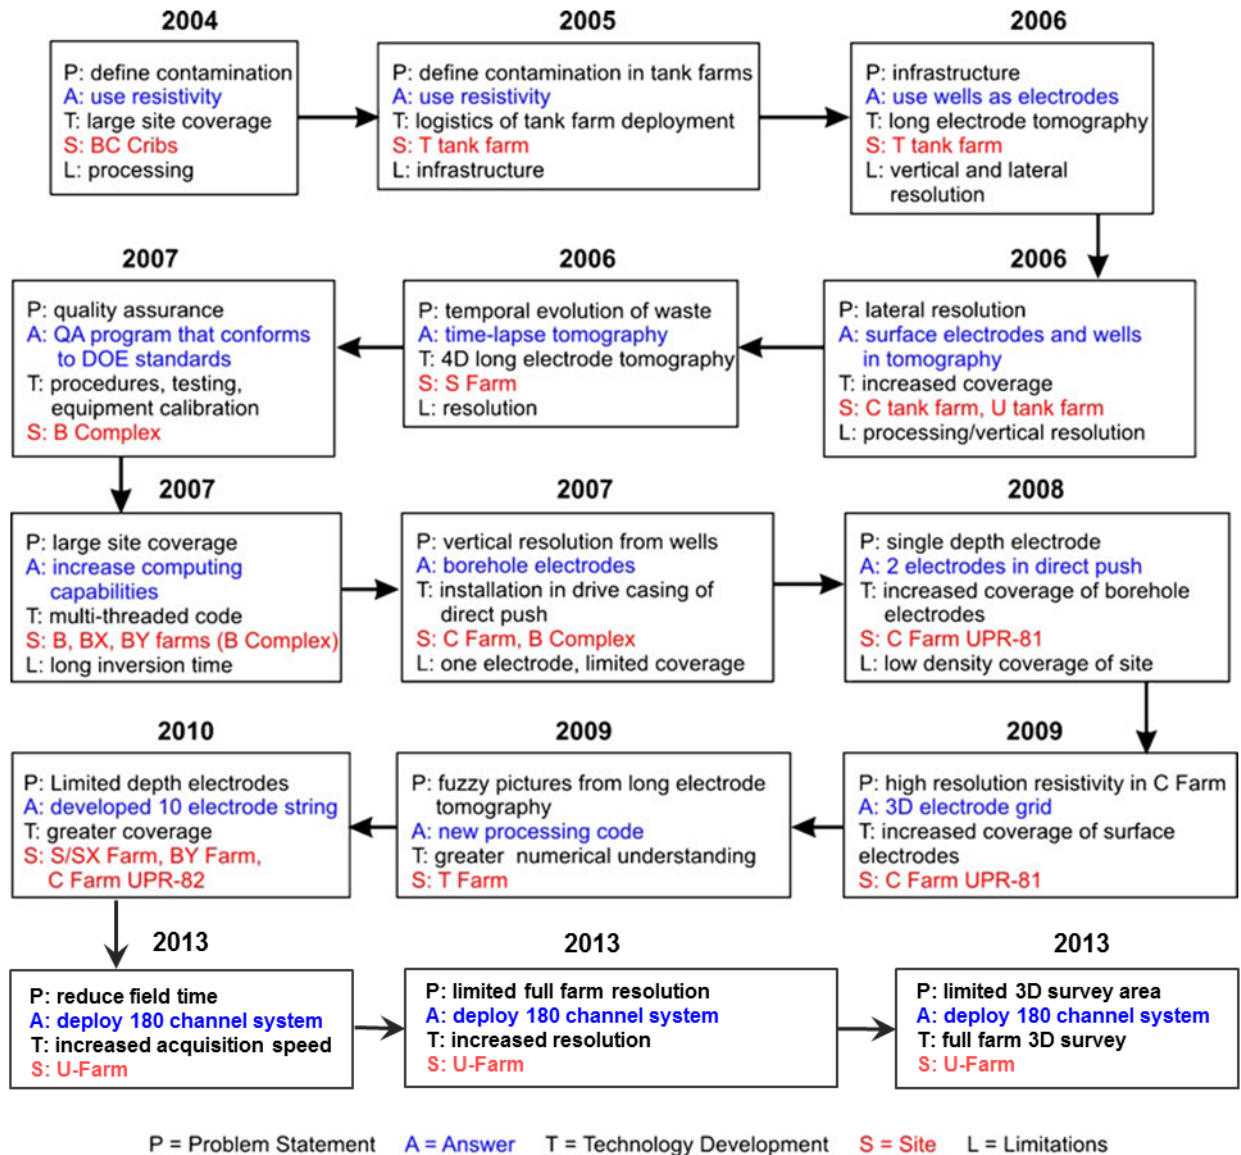 2004
P: define contamination
A: use resistivity
T: large site coverage
S: BC Cribs
L: processing
2005
P: define contamination in tank farms
A: use resistivity
T: logistics of tank farm deployment
S: T tank farm
L: infrastructure
2006
P: infrastructure
A: use wells as electrodes
T: long electrode tomography
S: T tank farm
L: vertical and lateral
resolution
2006
P: lateral resolution
A: surface electrodes and wells
in tomography
T: increased coverage
S: C tank farm, U tank farm
L: processing/vertical resolution
2006
P: temporal evolution of waste
A: time-lapse tomography
T: 4D long electrode tomography
S: S Farm
L: resolution
2007
P: quality assurance
A: QA program that conforms
to DOE standards
T: procedures, testing,
equipment calibration
S: B Complex
2007
P: large site coverage
A: increase computing
capabilities
T: multi-threaded code
S: B, BX, BY farms (B Complex)
L: long inversion time
2007
P: vertical resolution from wells
A: borehole electrodes
T: installation in drive casing of
direct push
S: C Farm, B Complex
L: one electrode, limited coverage
2008
P: single depth electrode
A: 2 electrodes in direct push
T: increased coverage of borehole
electrodes
S: C Farm UPR-81
L: low density coverage of site
2009
P: high resolution resistivity in C Farm
A: 3D electrode grid
T: increased coverage of surface
electrodes
S: C Farm UPR-81
2009
P: fuzzy pictures from long electrode
tomography
A: new processing code
T: greater numerical understanding
S: T Farm
2010
P: Limited depth electrodes
A: developed 10 electrode string
T: greater coverage
S: S/SX Farm, BY Farm,
C Farm UPR-82
2013
P: reduce field time
A: deploy 180 channel system
T: increased acquisition speed
S: U-Farm
2013
P: limited full farm resolution
A: deploy 180 channel system
T: increased resolution
S: U-Farm
2013
P: limited 3D survey area
A: deploy 180 channel system
T: full farm 3D survey
S: U-Farm
P = Problem Statement A = Answer T = Technology Development S = Site L = Limitations